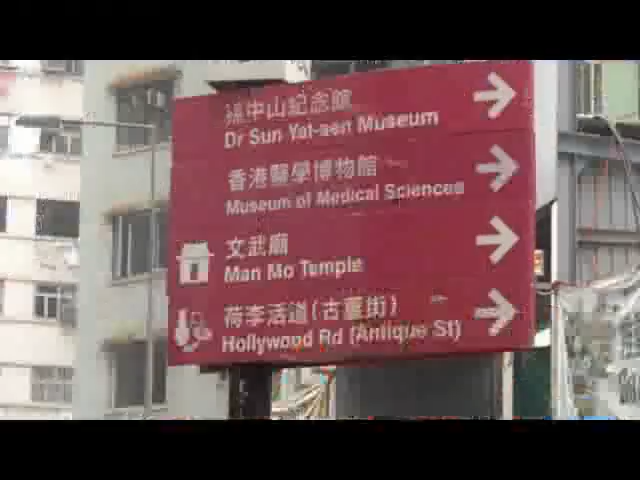 孫中山紀念館
Dr Sun Yat-sen Museum
香港醫學博物館
Museum of Medical Sciences
文武廟
Man Mo Temple
荷李活道(古董街)
Hollywood Rd (Antique St)